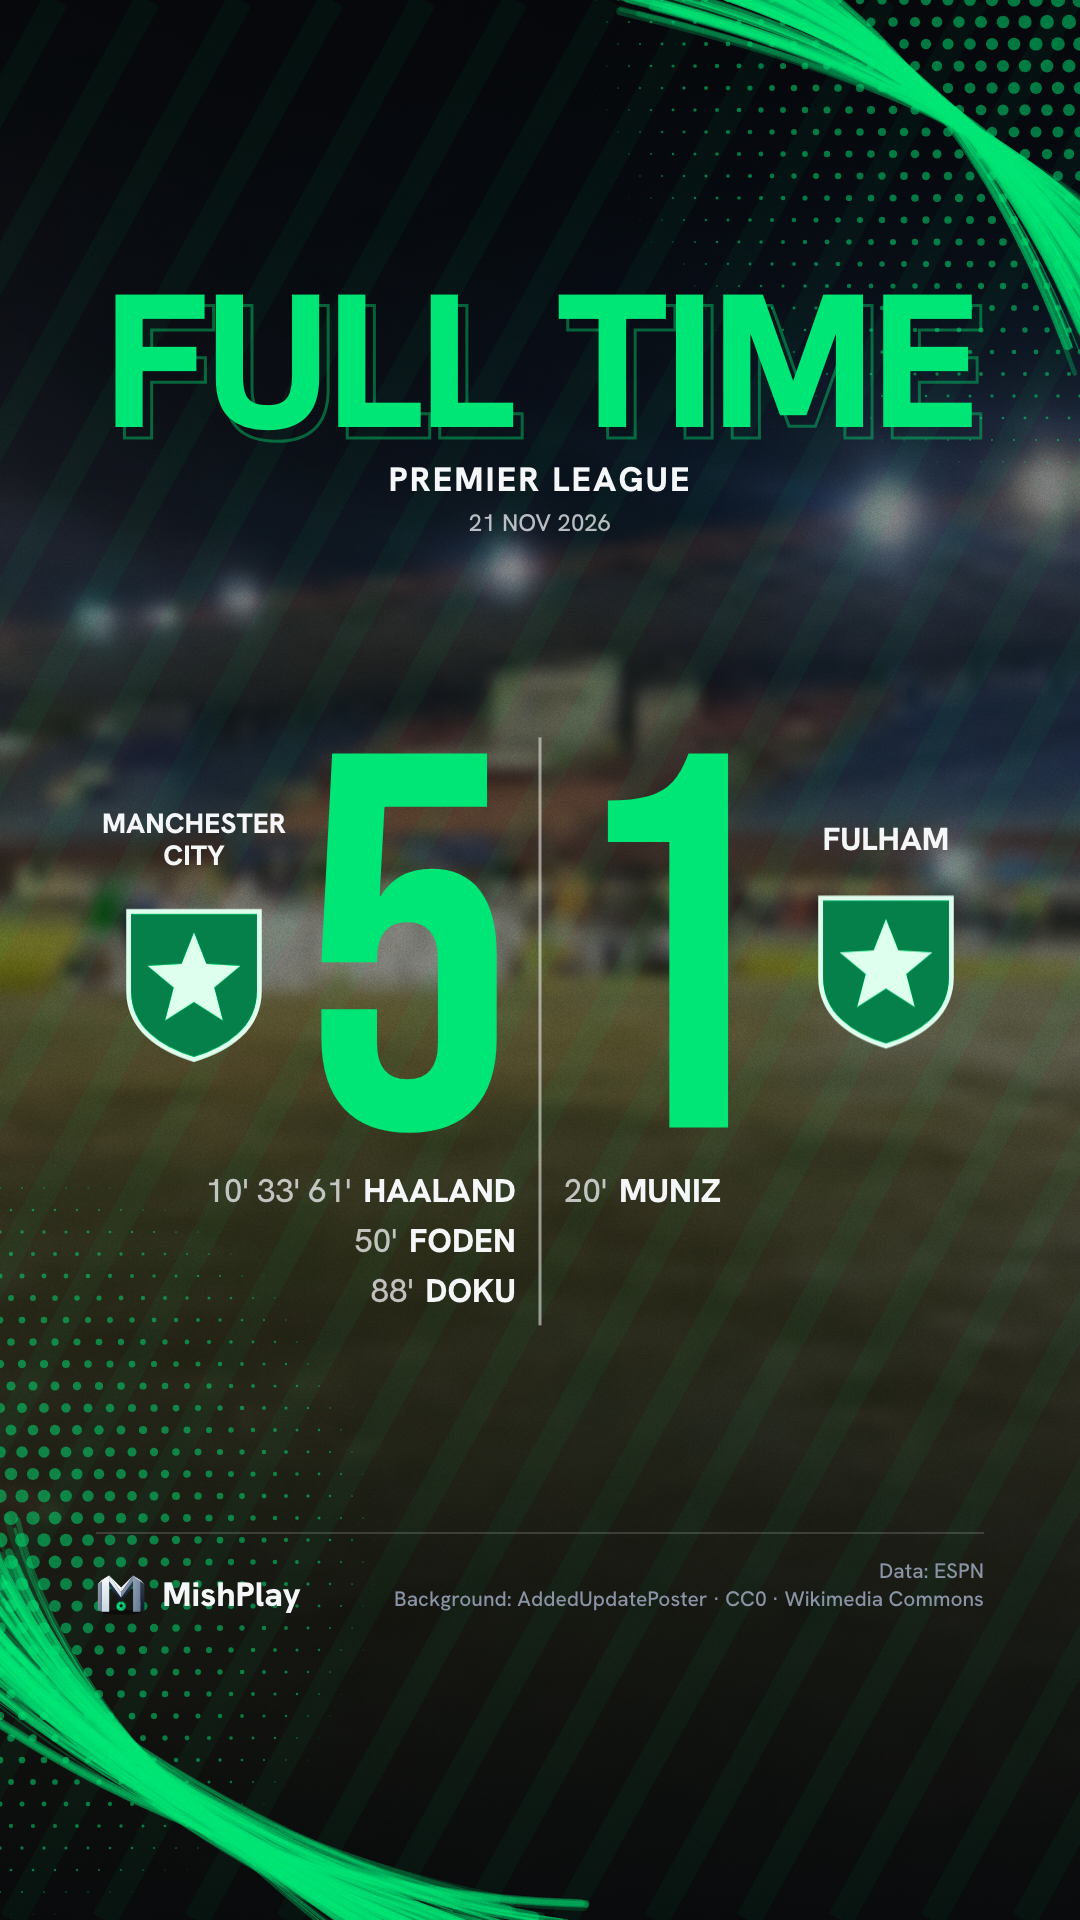 FULL TIME
PREMIER LEAGUE
21 NOV 2026
MANCHESTER
CITY
5
1
FULHAM
10' 33' 61' HAALAND
50' FODEN
88' DOKU
20' MUNIZ
MishPlay
Data: ESPN
Background: AddedUpdatePoster · CC0 · Wikimedia Commons